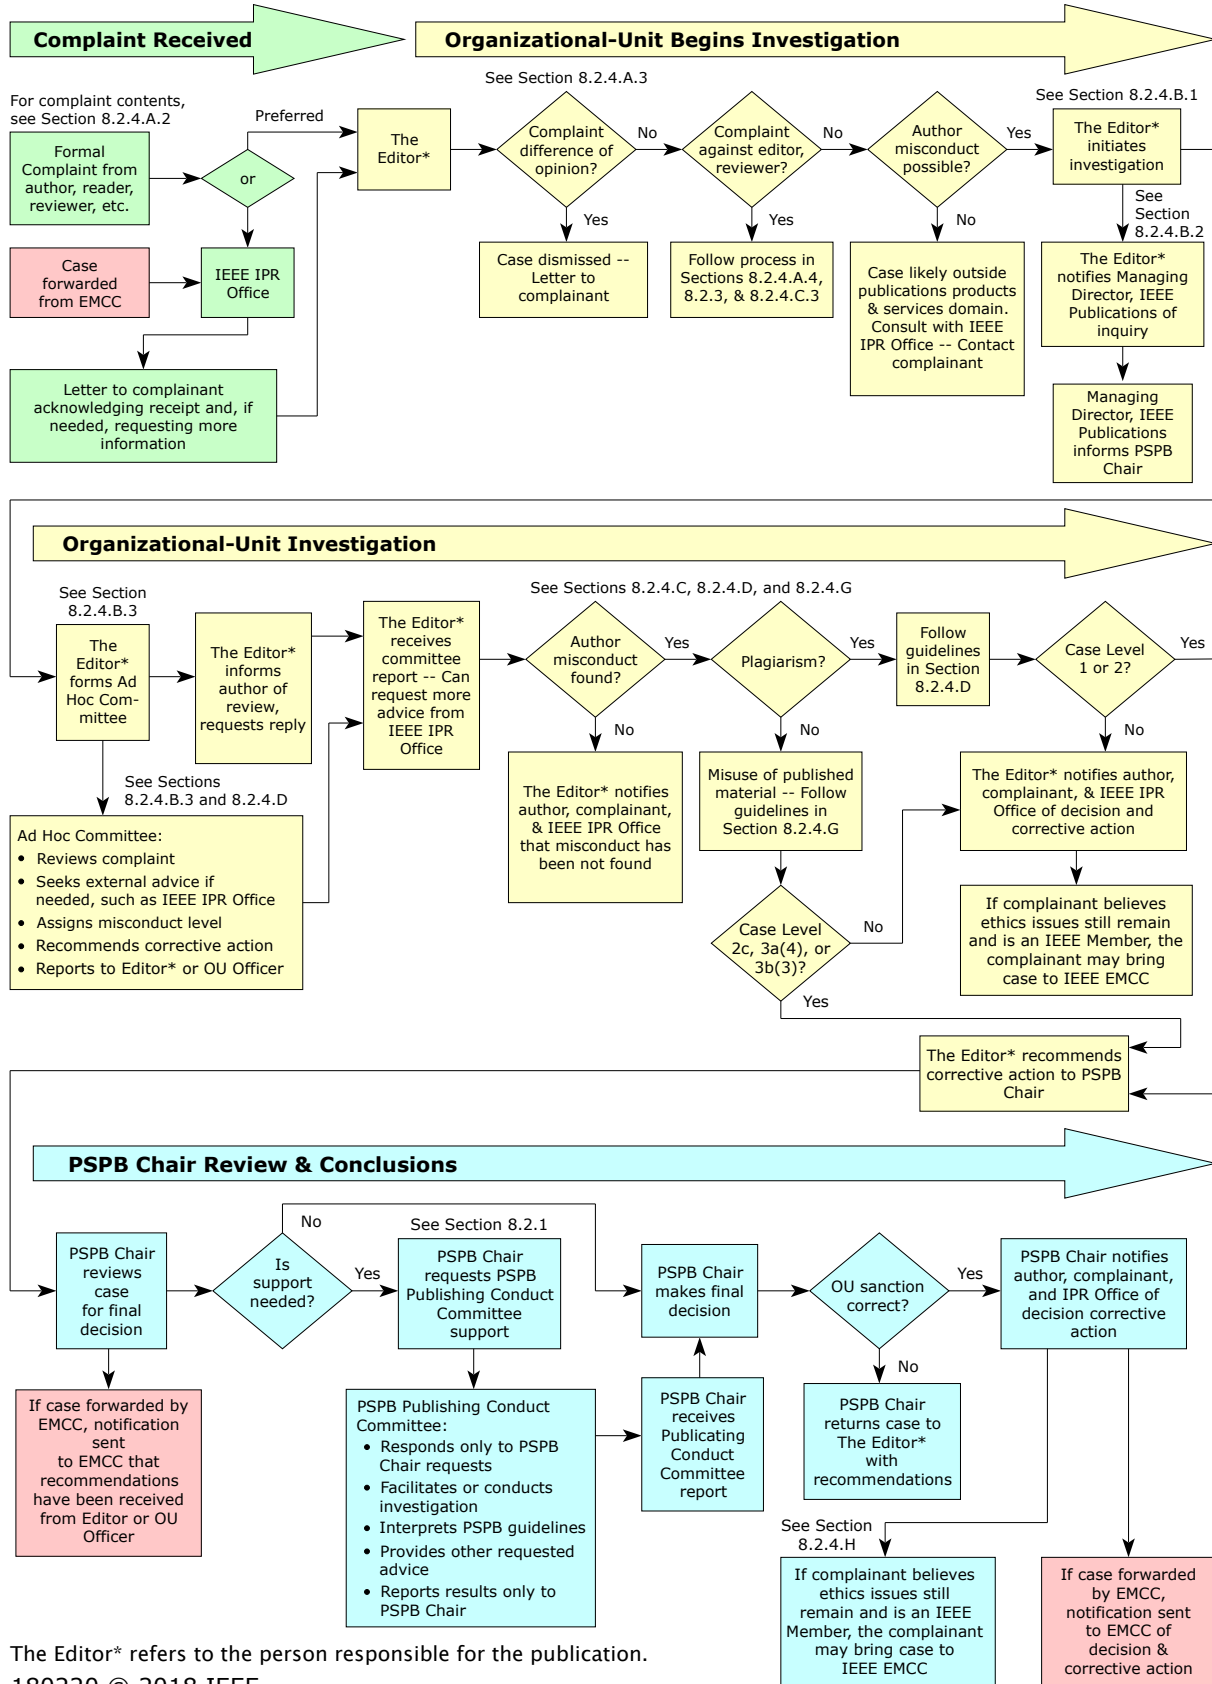 Complaint Received
Organizational-Unit Begins Investigation
See Section 8.2.4.A.3
For complaint contents,
see Section 8.2.4.A.2
Formal
Complaint from
author, reader,
reviewer, etc.
or
Preferred
The
Editor*
Complaint
difference of
opinion?
No
Complaint
against editor,
reviewer?
No
Author
misconduct
possible?
Yes
See Section 8.2.4.B.1
The Editor*
initiates
investigation
Case
forwarded
from EMCC
IEEE IPR
Office
Yes
Case dismissed --
Letter to
complainant
Yes
Follow process in
Sections 8.2.4.A.4,
8.2.3, & 8.2.4.C.3
No
Case likely outside
publications products
& services domain.
Consult with IEEE
IPR Office -- Contact
complainant
See
Section
8.2.4.B.2
The Editor*
notifies Managing
Director, IEEE
Publications of
inquiry
Letter to complainant
acknowledging receipt and, if
needed, requesting more
information
Managing
Director, IEEE
Publications
informs PSPB
Chair
Organizational-Unit Investigation
See Section
8.2.4.B.3
The
Editor*
forms Ad
Hoc Com-
mittee
The Editor*
informs
author of
review,
requests reply
The Editor*
receives
committee
report -- Can
request more
advice from
IEEE IPR
Office
See Sections 8.2.4.C, 8.2.4.D, and 8.2.4.G
Author
misconduct
found?
Yes
Plagiarism?
Yes
Follow
guidelines
in Section
8.2.4.D
Case Level
1 or 2?
Yes
See Sections
8.2.4.B.3 and 8.2.4.D
Ad Hoc Committee:
• Reviews complaint
• Seeks external advice if
needed, such as IEEE IPR Office
• Assigns misconduct level
• Recommends corrective action
• Reports to Editor* or OU Officer
No
The Editor* notifies
author, complainant,
& IEEE IPR Office
that misconduct has
been not found
No
Misuse of published
material -- Follow
guidelines in
Section 8.2.4.G
Case Level
2c, 3a(4), or
3b(3)?
No
Yes
No
The Editor* notifies author,
complainant, & IEEE IPR
Office of decision and
corrective action
If complainant believes
ethics issues still remain
and is an IEEE Member, the
complainant may bring
case to IEEE EMCC
The Editor* recommends
corrective action to PSPB
Chair
PSPB Chair Review & Conclusions
PSPB Chair
reviews
case
for final
decision
Is
support
needed?
No
Yes
See Section 8.2.1
PSPB Chair
requests PSPB
Publishing Conduct
Committee
support
PSPB Chair
makes final
decision
OU sanction
correct?
Yes
PSPB Chair notifies
author, complainant,
and IPR Office of
decision corrective
action
If case forwarded by
EMCC, notification
sent
to EMCC that
recommendations
have been received
from Editor or OU
Officer
PSPB Publishing Conduct
Committee:
• Responds only to PSPB
Chair requests
• Facilitates or conducts
investigation
• Interprets PSPB guidelines
• Provides other requested
advice
• Reports results only to
PSPB Chair
PSPB Chair
receives
Publicating
Conduct
Committee
report
No
PSPB Chair
returns case to
The Editor*
with
recommendations
See Section
8.2.4.H
If complainant believes
ethics issues still
remain and is an IEEE
Member, the complainant
may bring case to
IEEE EMCC
If case forwarded
by EMCC,
notification sent
to EMCC of
decision &
corrective action
The Editor* refers to the person responsible for the publication.
180220 © 2018 IEEE